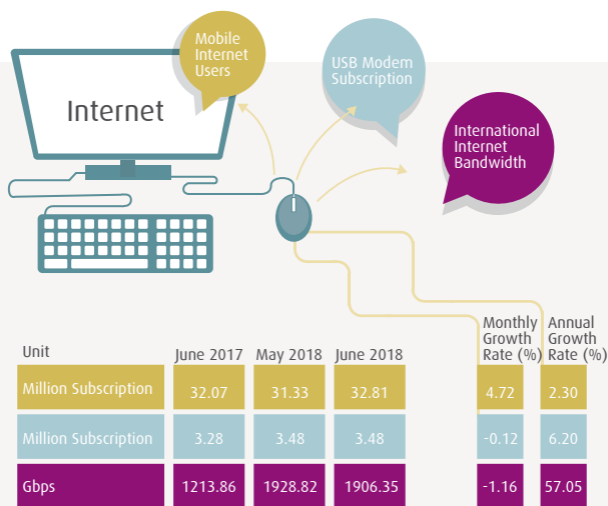 Mobile
Internet
Users
USB Modem
Subscription
Internet
International
Internet
Bandwidth
Unit June 2017 May 2018 June 2018 Monthly Growth Rate (%) Annual Growth Rate (%)
Million Subscription 32.07 31.33 32.81 4.72 2.30
Million Subscription 3.28 3.48 3.48 -0.12 6.20
Gbps 1213.86 1928.82 1906.35 -1.16 57.05